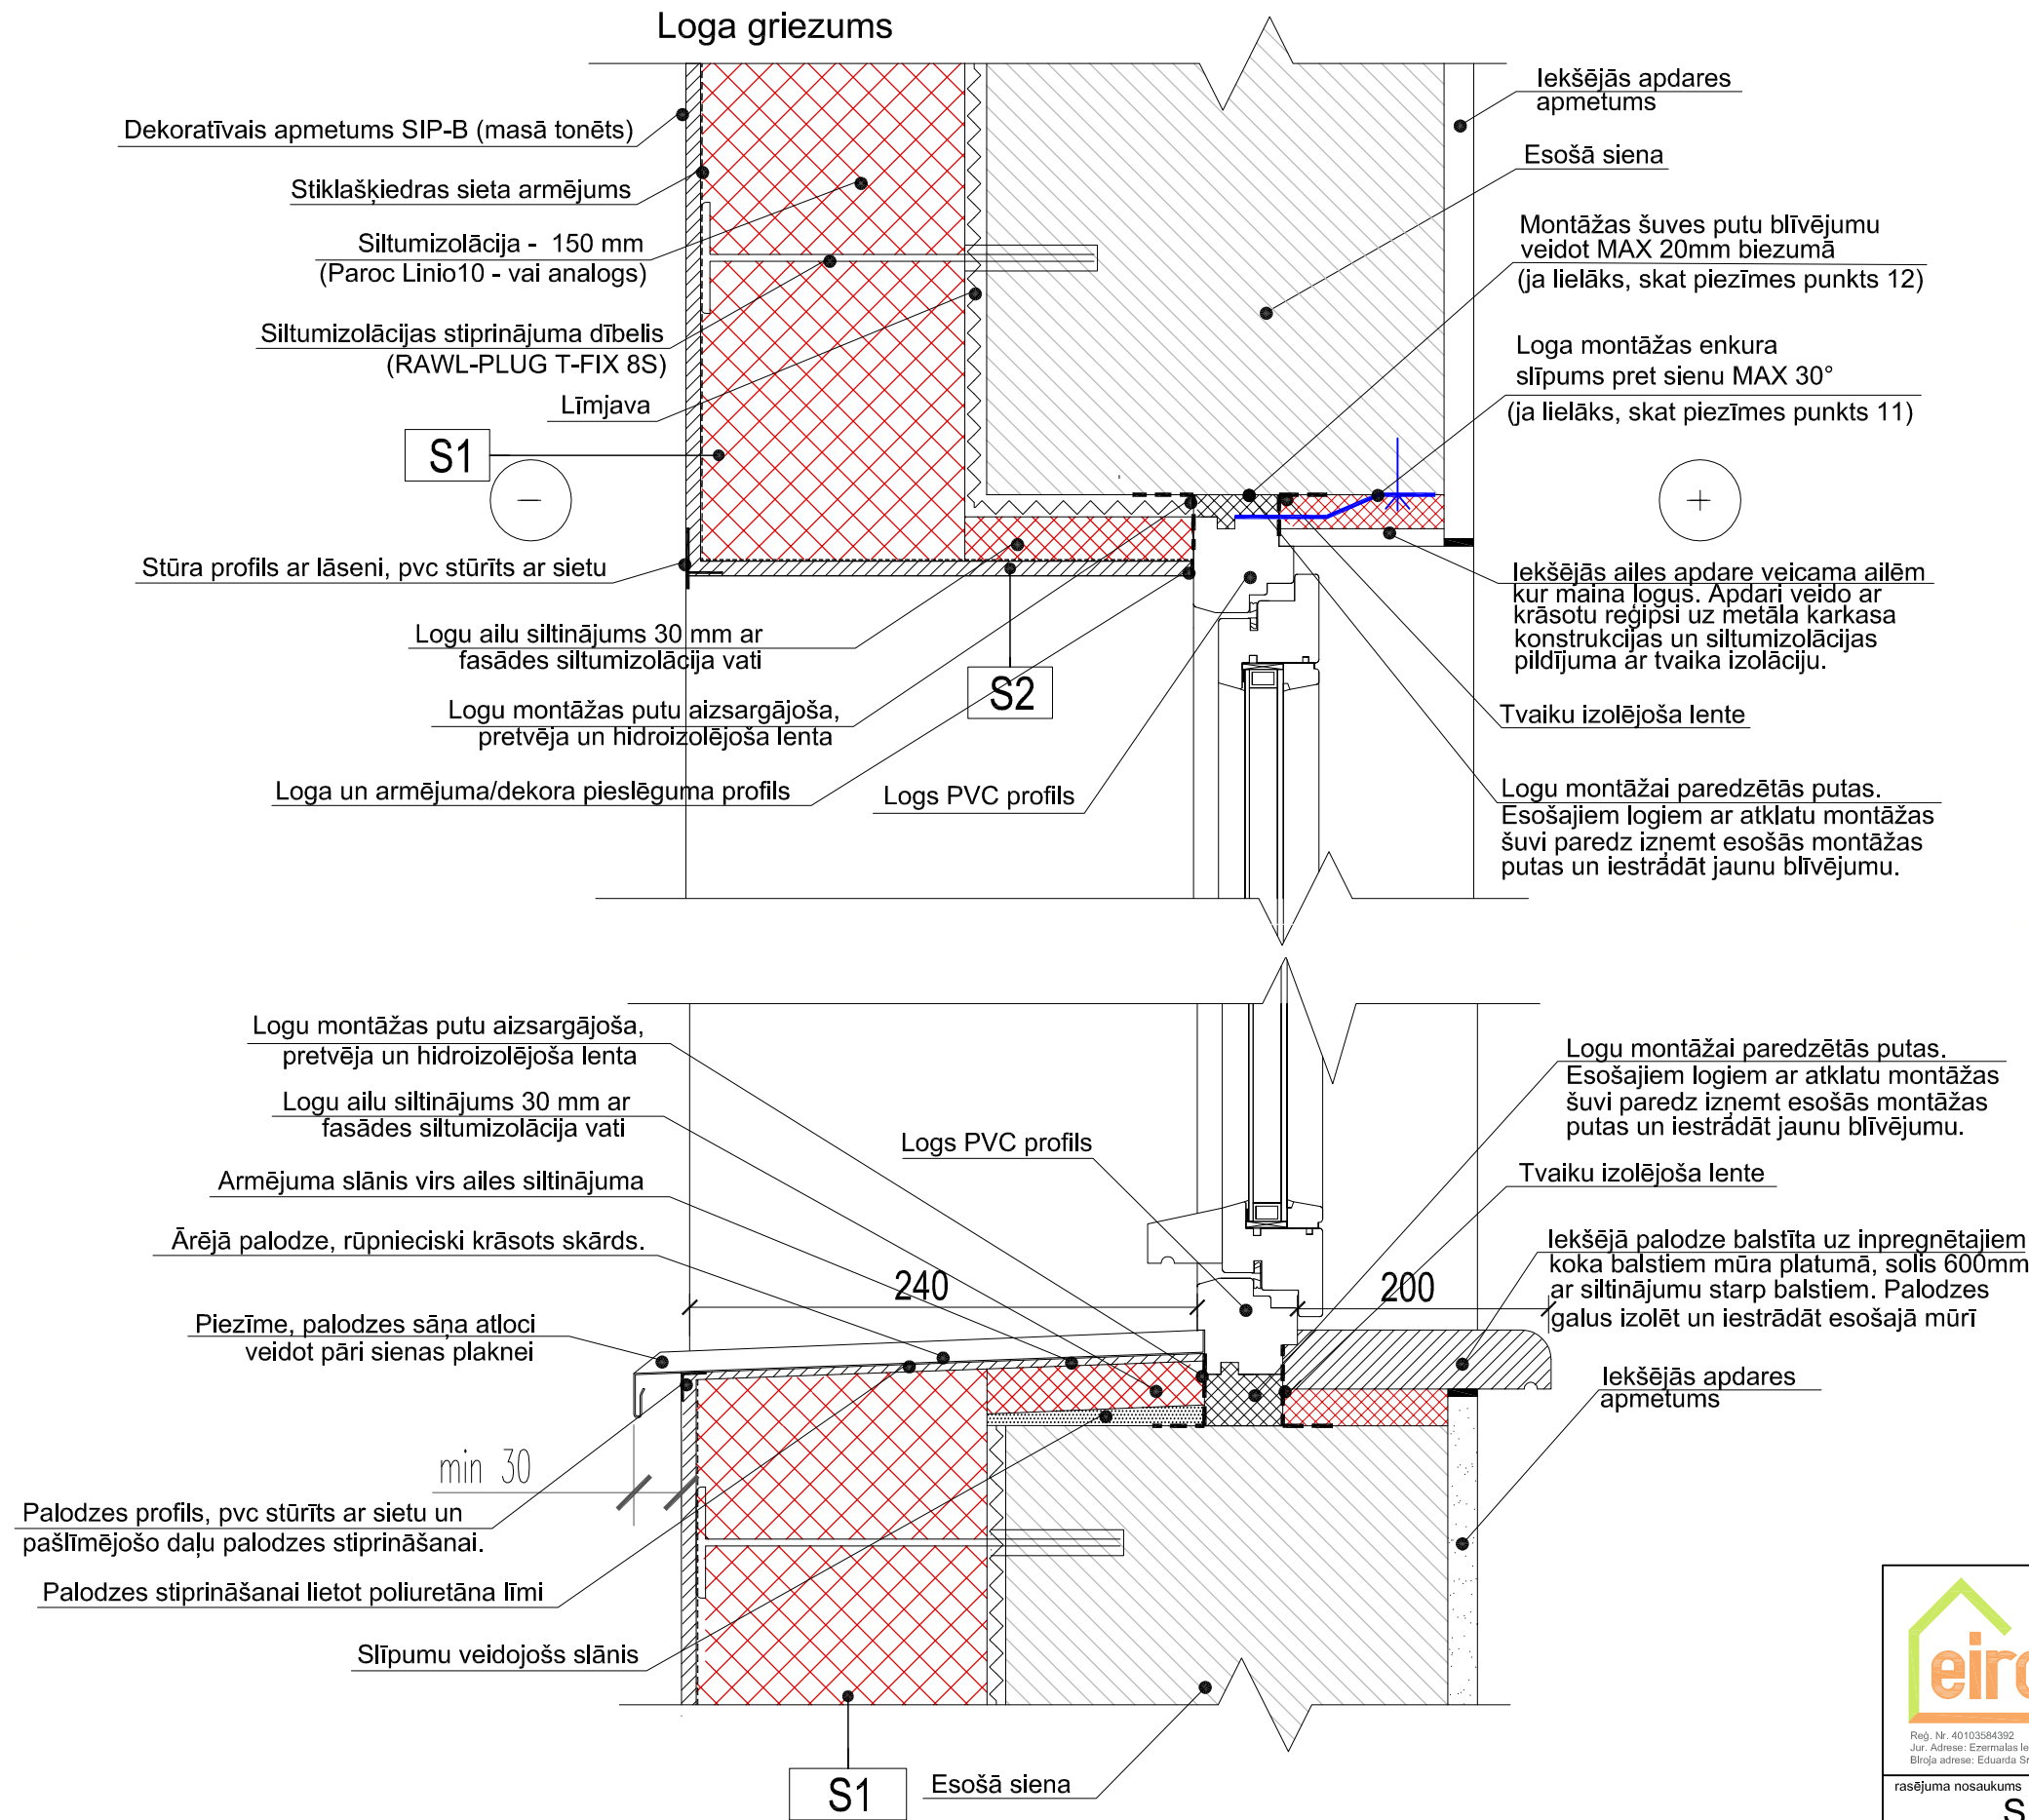 Loga griezums
Dekoratīvais apmetums SIP-B (masā tonēts)
Stiklašķiedras sieta armējums
Siltumizolācija - 150 mm
(Paroc Linio10 - vai analogs)
Siltumizolācijas stiprinājuma dībelis
(RAWL-PLUG T-FIX 8S)
Līmjava
S1
−
Stūra profils ar lāseni, pvc stūrīts ar sietu
Logu ailu siltinājums 30 mm ar
fasādes siltumizolācija vati
S2
Logu montāžas putu aizsargājoša,
pretvēja un hidroizolējoša lenta
Loga un armējuma/dekora pieslēguma profils
Logs PVC profils
Iekšējās apdares
apmetums
Esošā siena
Montāžas šuves putu blīvējumu
veidot MAX 20mm biezumā
(ja lielāks, skat piezīmes punkts 12)
Loga montāžas enkura
slīpums pret sienu MAX 30°
(ja lielāks, skat piezīmes punkts 11)
+
Iekšējās ailes apdare veicama ailēm
kur maina logus. Apdari veido ar
krāsotu reģipsi uz metāla karkasa
konstrukcijas un siltumizolācijas
pildījuma ar tvaika izolāciju.
Tvaiku izolējoša lente
Logu montāžai paredzētās putas.
Esošajiem logiem ar atklatu montāžas
šuvi paredz izņemt esošās montāžas
putas un iestrādāt jaunu blīvējumu.
Logu montāžas putu aizsargājoša,
pretvēja un hidroizolējoša lenta
Logu ailu siltinājums 30 mm ar
fasādes siltumizolācija vati
Armējuma slānis virs ailes siltinājuma
Ārējā palodze, rūpnieciski krāsots skārds.
Piezīme, palodzes sāņa atloci
veidot pāri sienas plaknei
min 30
Palodzes profils, pvc stūrīts ar sietu un
pašlīmējošo daļu palodzes stiprināšanai.
Palodzes stiprināšanai lietot poliuretāna līmi
Slīpumu veidojošs slānis
S1
Esošā siena
Logs PVC profils
240
200
Logu montāžai paredzētās putas.
Esošajiem logiem ar atklatu montāžas
šuvi paredz izņemt esošās montāžas
putas un iestrādāt jaunu blīvējumu.
Tvaiku izolējoša lente
Iekšējā palodze balstīta uz inpregnētajiem
koka balstiem mūra platumā, solis 600mm
ar siltinājumu starp balstiem. Palodzes
galus izolēt un iestrādāt esošajā mūrī
Iekšējās apdares
apmetums
Reģ. Nr. 40103584392
Jur. Adrese: Ezermalas
Biroja adrese: Eduarda
rasējuma nosaukums